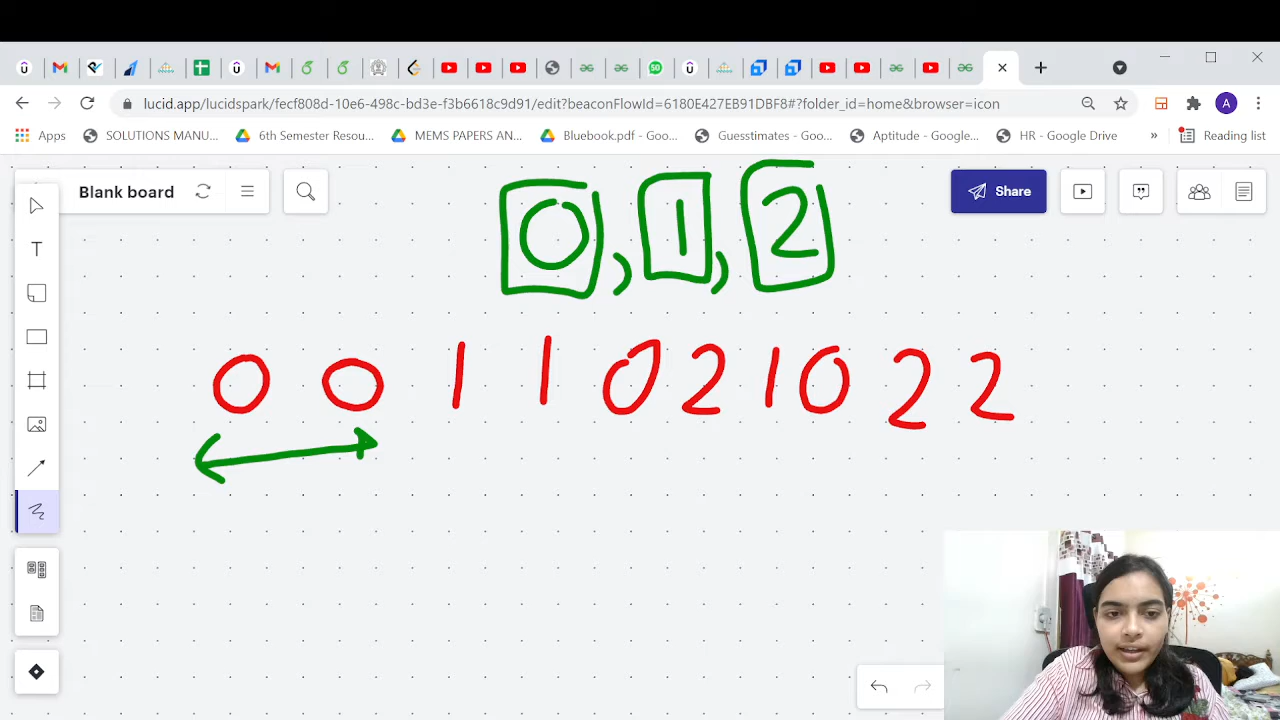 lucid.app/lucidspark/fecf808d-10e6-498c-bd3e-f3b6618c9d91/edit?beaconFlowId=6180E427EB91DBF8#?folder_id=home&browser=icon
A
Apps
SOLUTIONS MANU...
6th Semester Resou...
MEMS PAPERS AN...
Bluebook.pdf - Goo...
Guesstimates - Goo...
Aptitude - Google...
HR - Google Drive
»
Reading list
Blank board
Share
T
0, 1, 2
0 0 1 1 0 2 1 0 2 2